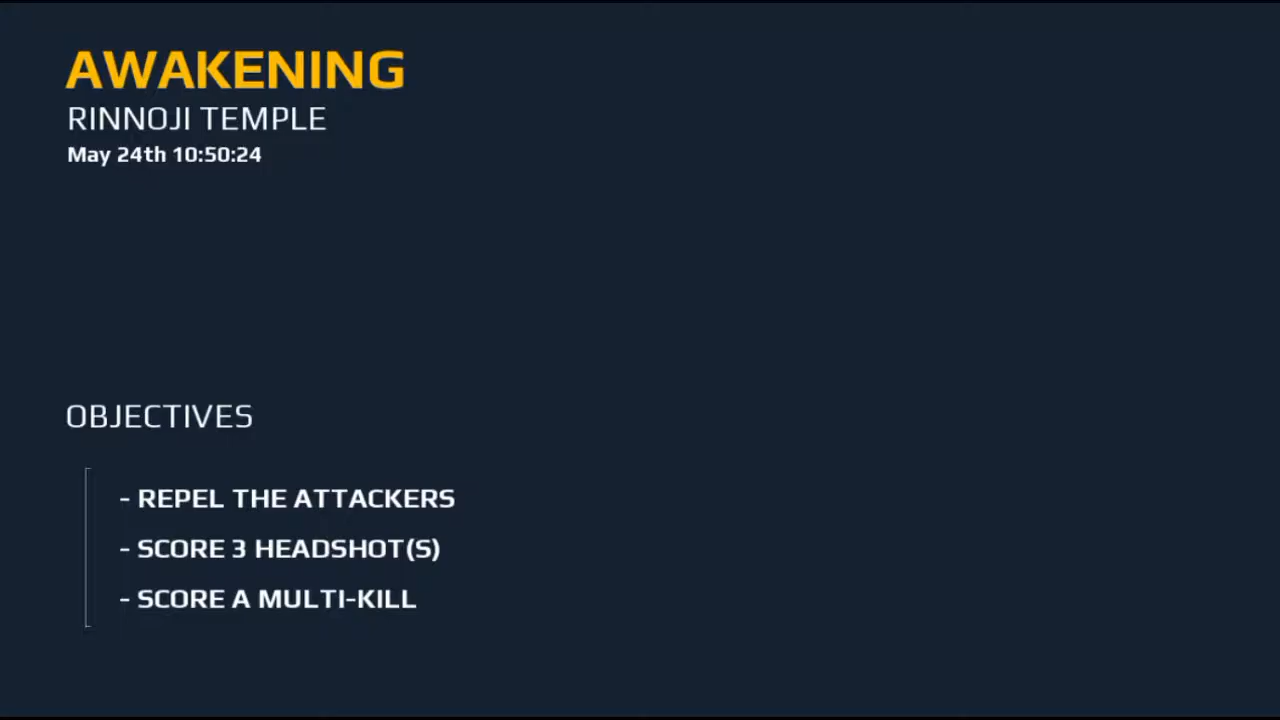 AWAKENING
RINNOJI TEMPLE
May 24th 10:50:24
OBJECTIVES
- REPEL THE ATTACKERS
- SCORE 3 HEADSHOT(S)
- SCORE A MULTI-KILL